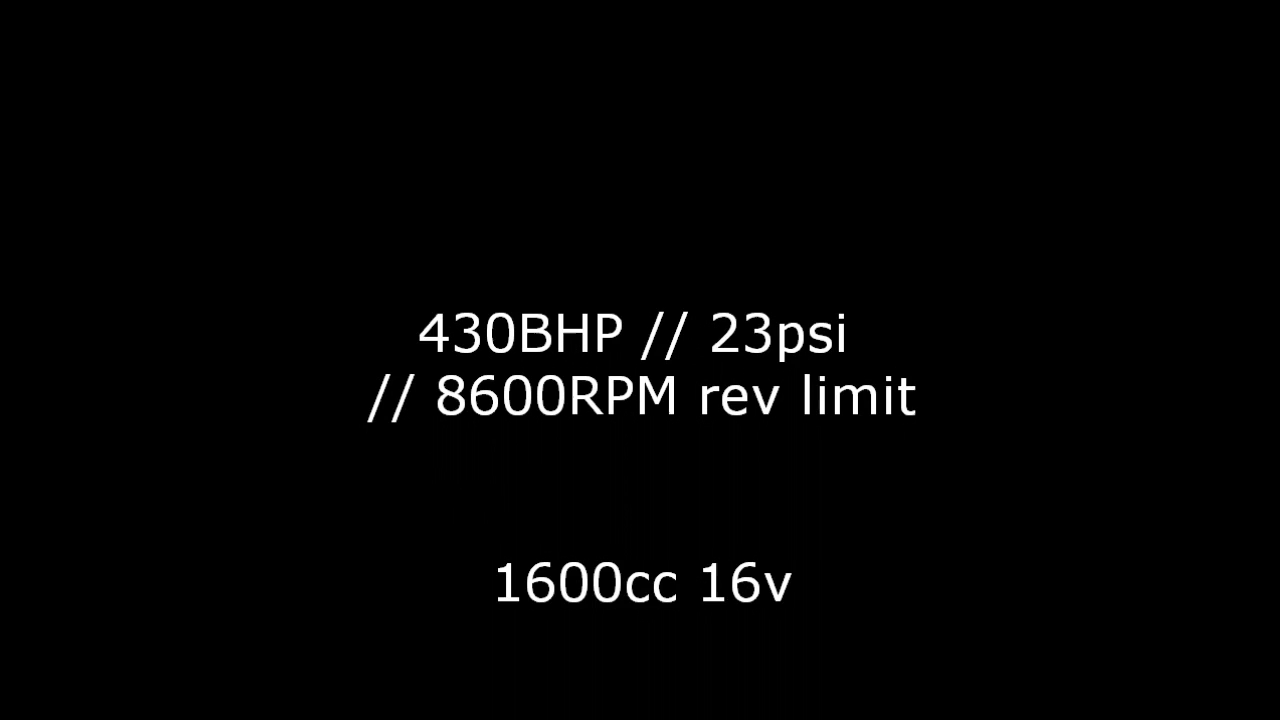 430BHP // 23psi
// 8600RPM rev limit
1600cc 16v